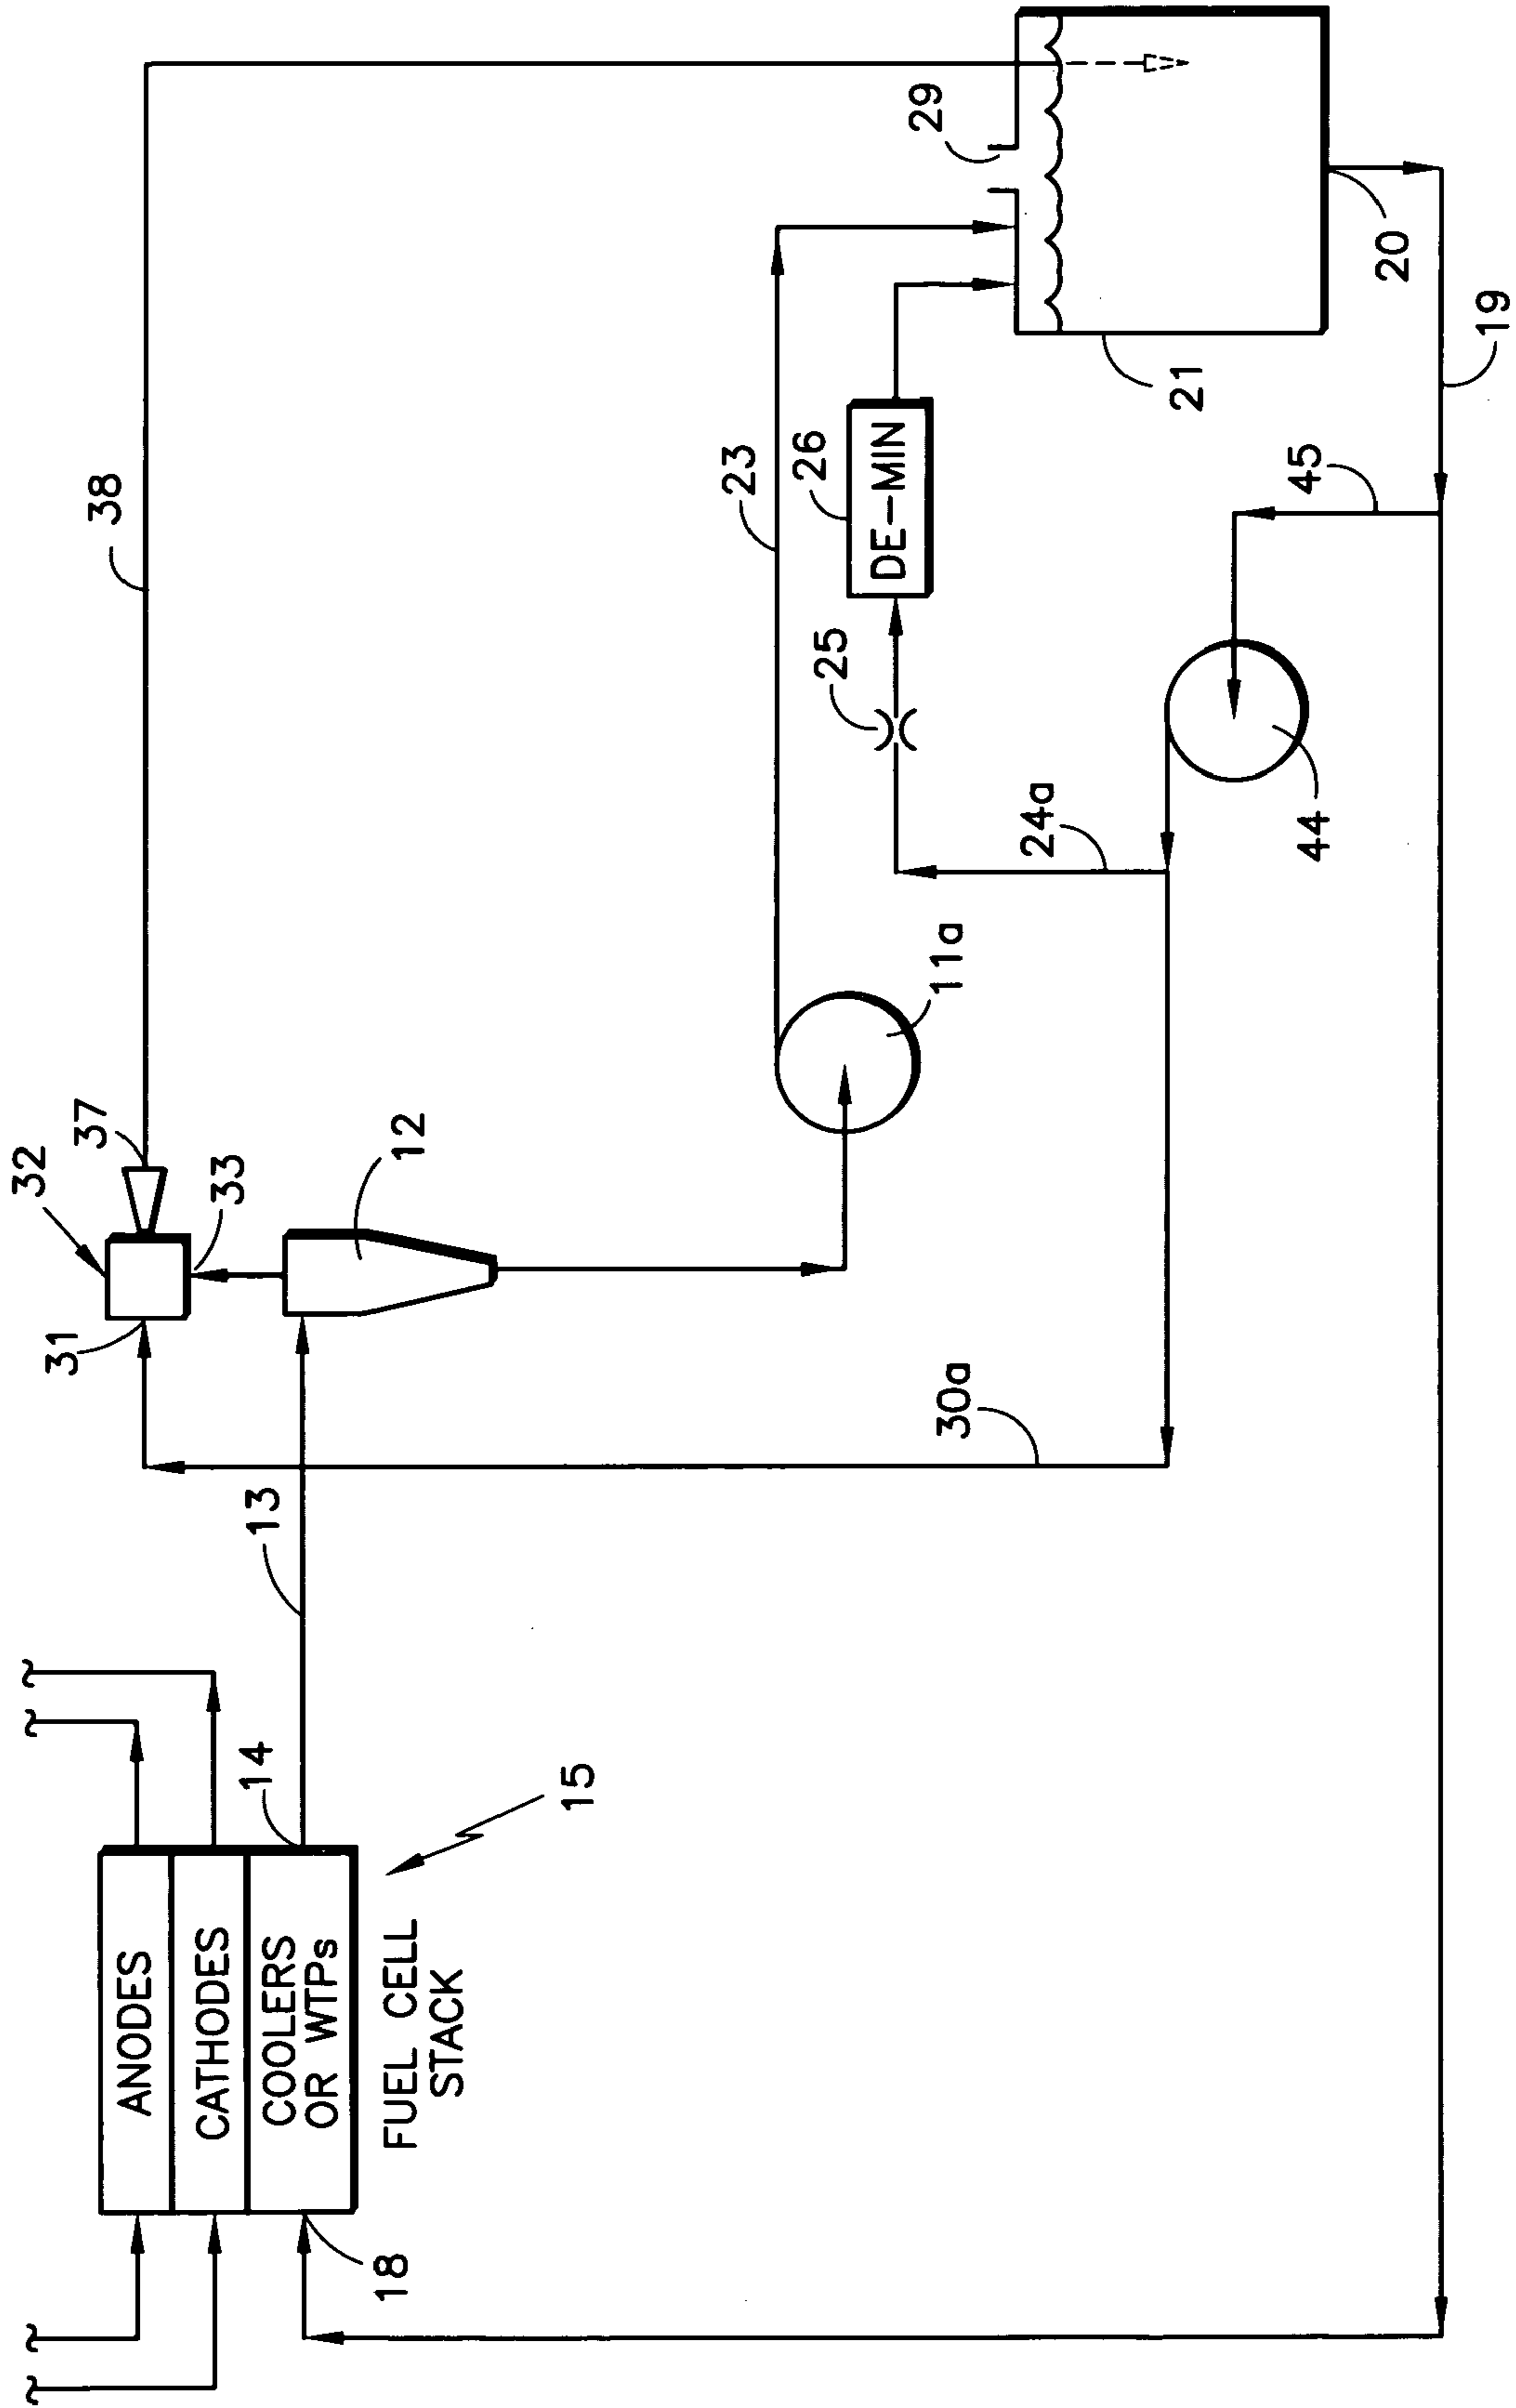 ANODES
CATHODES
COOLERS
OR WTPs
FUEL CELL
STACK
18
14
15
13
31
32
33
37
12
38
30a
11a
23
24a
25
26
DE-MIN
29
21
20
19
44
45